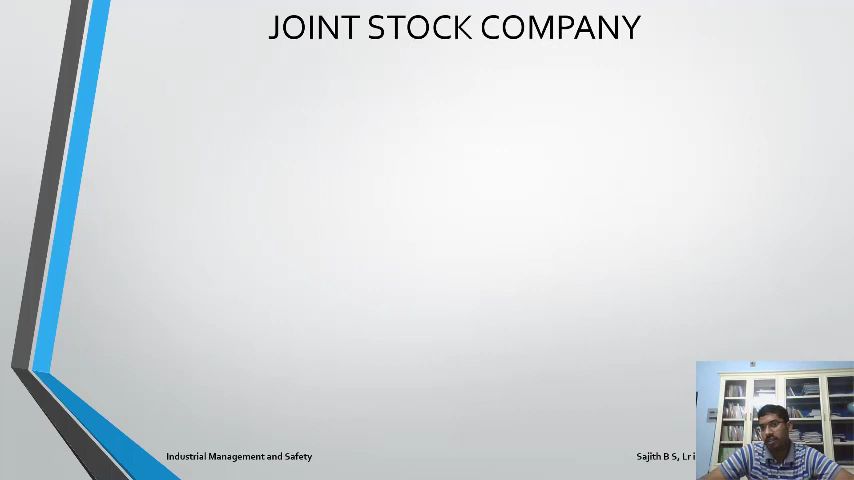 JOINT STOCK COMPANY
Industrial Management and Safety
Sajith B S, Lr i